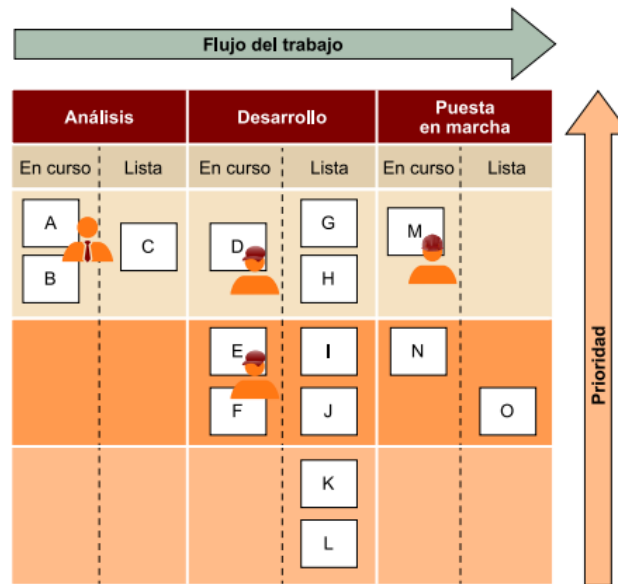 Flujo del trabajo
Análisis Desarrollo Puesta
en marcha
En curso Lista En curso Lista En curso Lista
A G
C D M
B H
E I N
F J O
K
L
Prioridad